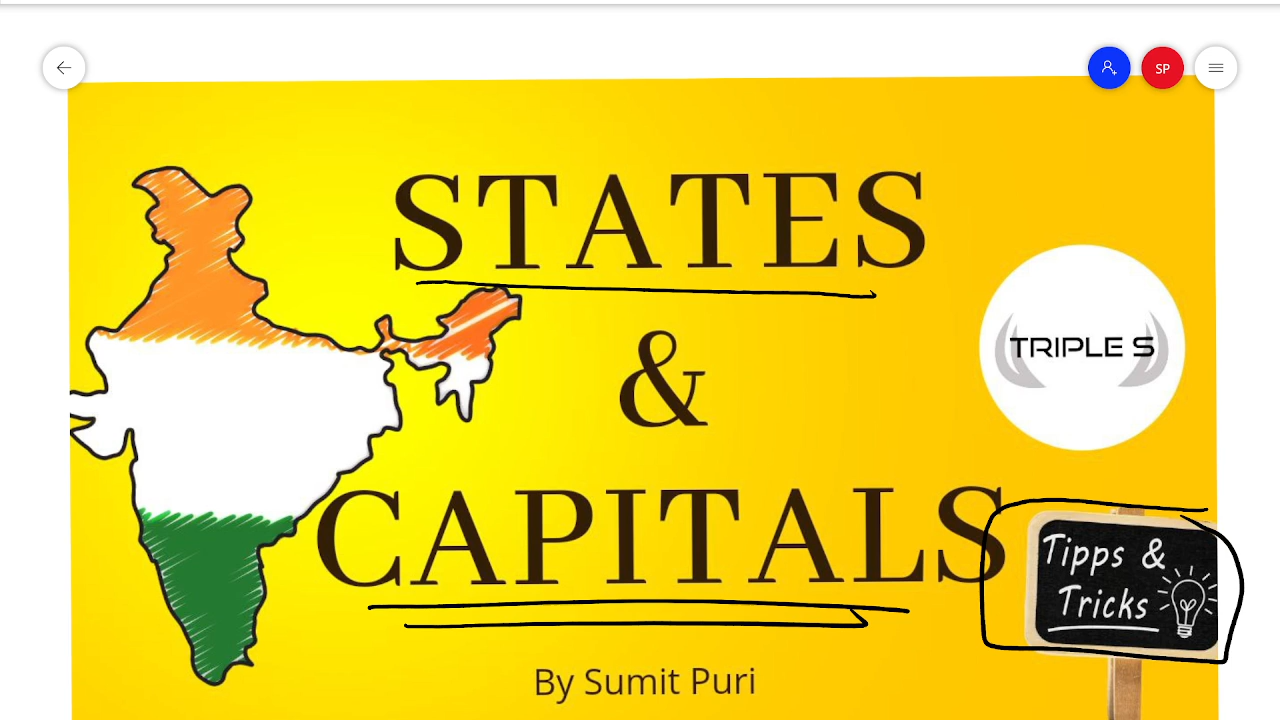 SP
STATES
&
TRIPLE S
CAPITALS
Tipps &
Tricks
By Sumit Puri